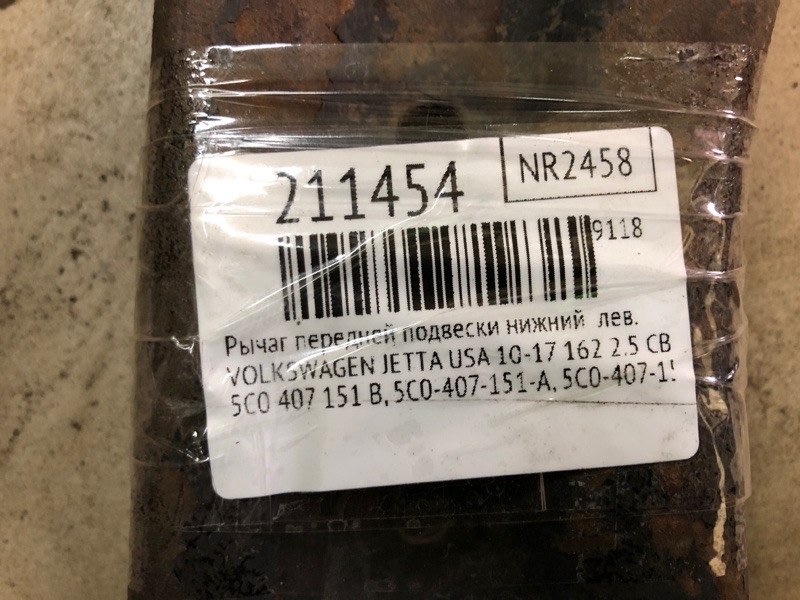 211454
NR2458
9118
Рычаг передней подвески нижний лев.
VOLKSWAGEN JETTA USA 10-17 162 2.5 CB
5C0 407 151 B, 5C0-407-151-A, 5C0-407-1